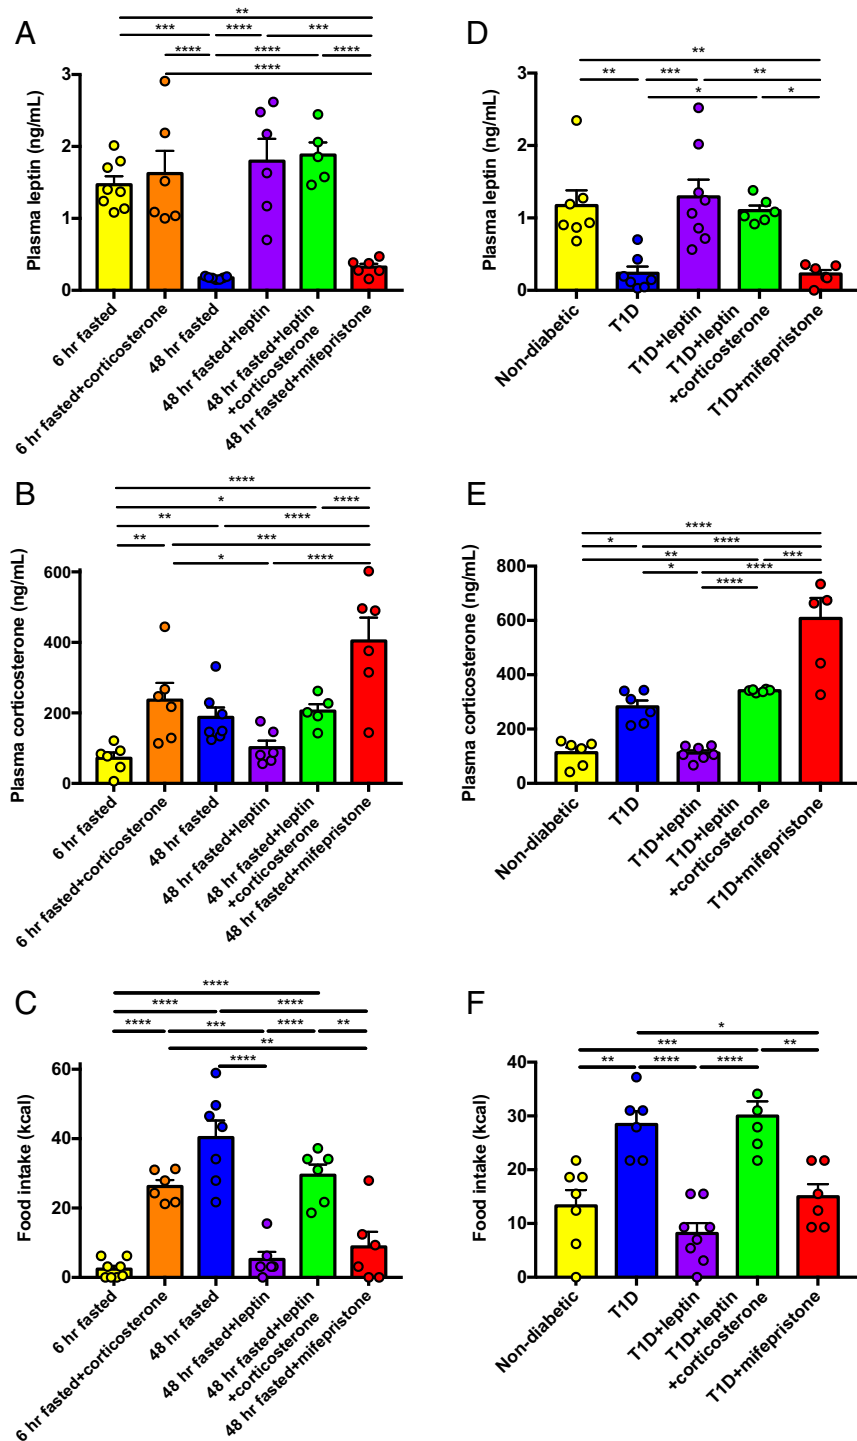 A
**
*** **** ***
**** **** ****
****
Plasma leptin (ng/mL)
3
2
1
0
6 hr fasted
6 hr fasted+corticosterone
48 hr fasted
48 hr fasted+leptin
48 hr fasted+leptin
+corticosterone
48 hr fasted+mifepristone
D
**
** *** **
* *
Plasma leptin (ng/mL)
3
2
1
0
Non-diabetic
T1D
T1D+leptin
T1D+leptin
+corticosterone
T1D+mifepristone
B
****
* ****
** ****
** ***
* ****
Plasma corticosterone (ng/mL)
600
400
200
0
6 hr fasted
6 hr fasted+corticosterone
48 hr fasted
48 hr fasted+leptin
48 hr fasted+leptin
+corticosterone
48 hr fasted+mifepristone
E
****
* ****
** ***
* ****
****
Plasma corticosterone (ng/mL)
800
600
400
200
0
Non-diabetic
T1D
T1D+leptin
T1D+leptin
+corticosterone
T1D+mifepristone
C
****
**** ****
**** *** **** **
**
****
Food intake (kcal)
60
40
20
0
6 hr fasted
6 hr fasted+corticosterone
48 hr fasted
48 hr fasted+leptin
48 hr fasted+leptin
+corticosterone
48 hr fasted+mifepristone
F
*
*** **
** **** ****
Food intake (kcal)
40
30
20
10
0
Non-diabetic
T1D
T1D+leptin
T1D+leptin
+corticosterone
T1D+mifepristone